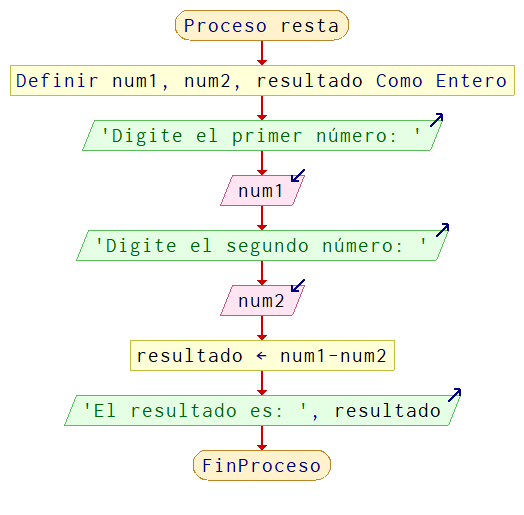 Proceso resta
Definir num1, num2, resultado Como Entero
'Digite el primer número: '
num1
'Digite el segundo número: '
num2
resultado ← num1-num2
'El resultado es: ', resultado
FinProceso